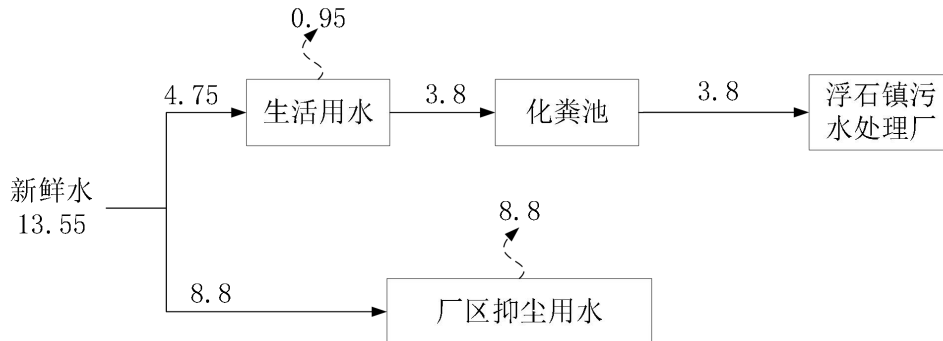 0.95
4.75
生活用水
3.8
化粪池
3.8
浮石镇污
水处理厂
新鲜水
13.55
8.8
8.8
厂区抑尘用水